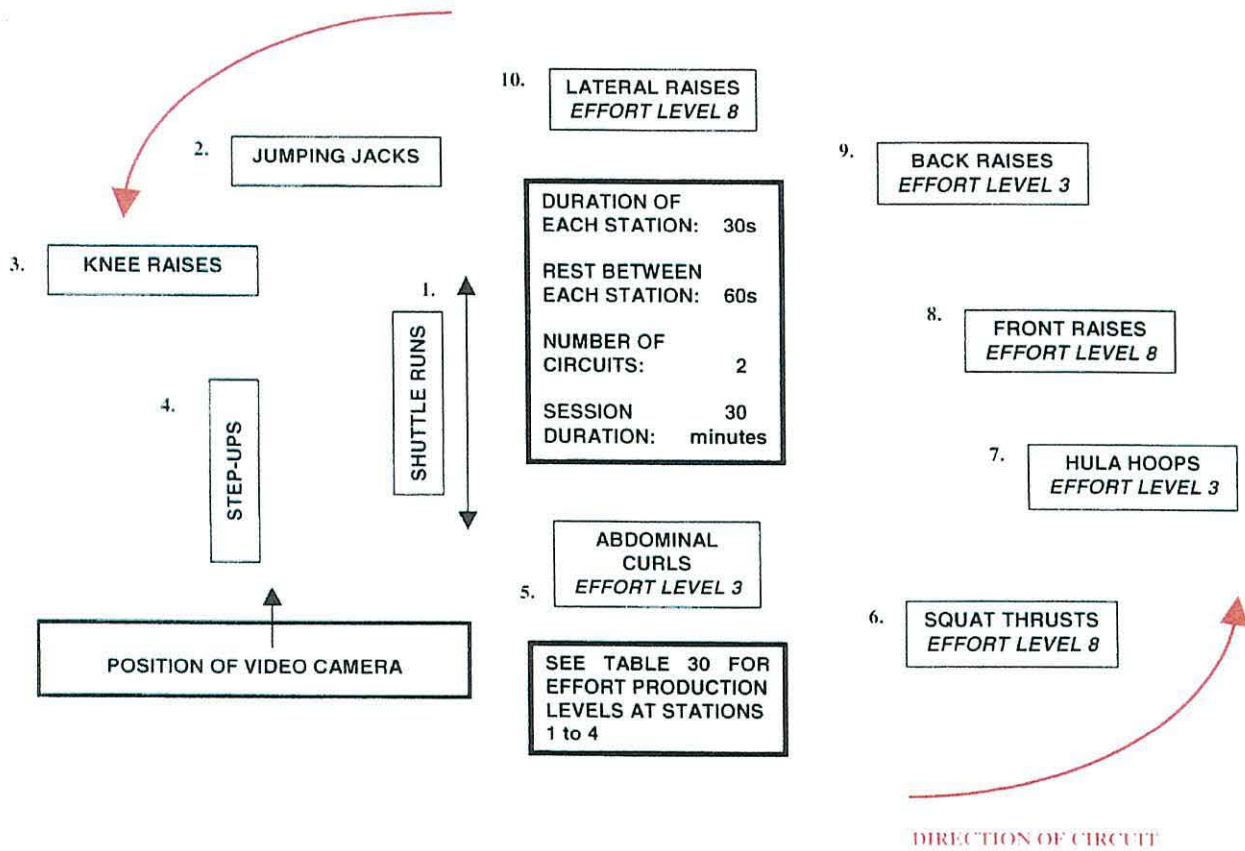 10.
LATERAL RAISES
EFFORT LEVEL 8
2.
JUMPING JACKS
9.
BACK RAISES
EFFORT LEVEL 3
3.
KNEE RAISES
DURATION OF
EACH STATION: 30s
REST BETWEEN
EACH STATION: 60s
NUMBER OF
CIRCUITS: 2
SESSION 30
DURATION: minutes
1.
SHUTTLE RUNS
8.
FRONT RAISES
EFFORT LEVEL 8
4.
STEP-UPS
7.
HULA HOOPS
EFFORT LEVEL 3
5.
ABDOMINAL
CURLS
EFFORT LEVEL 3
6.
SQUAT THRUSTS
EFFORT LEVEL 8
POSITION OF VIDEO CAMERA
SEE TABLE 30 FOR
EFFORT PRODUCTION
LEVELS AT STATIONS
1 to 4
DIRECTION OF CIRCUIT